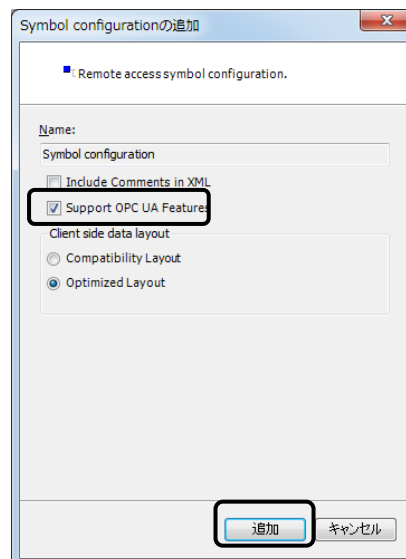 Symbol configurationの追加
Remote access symbol configuration.
Name:
Symbol configuration
Include Comments in XML
Support OPC UA Features
Client side data layout
Compatibility Layout
Optimized Layout
追加
キャンセル